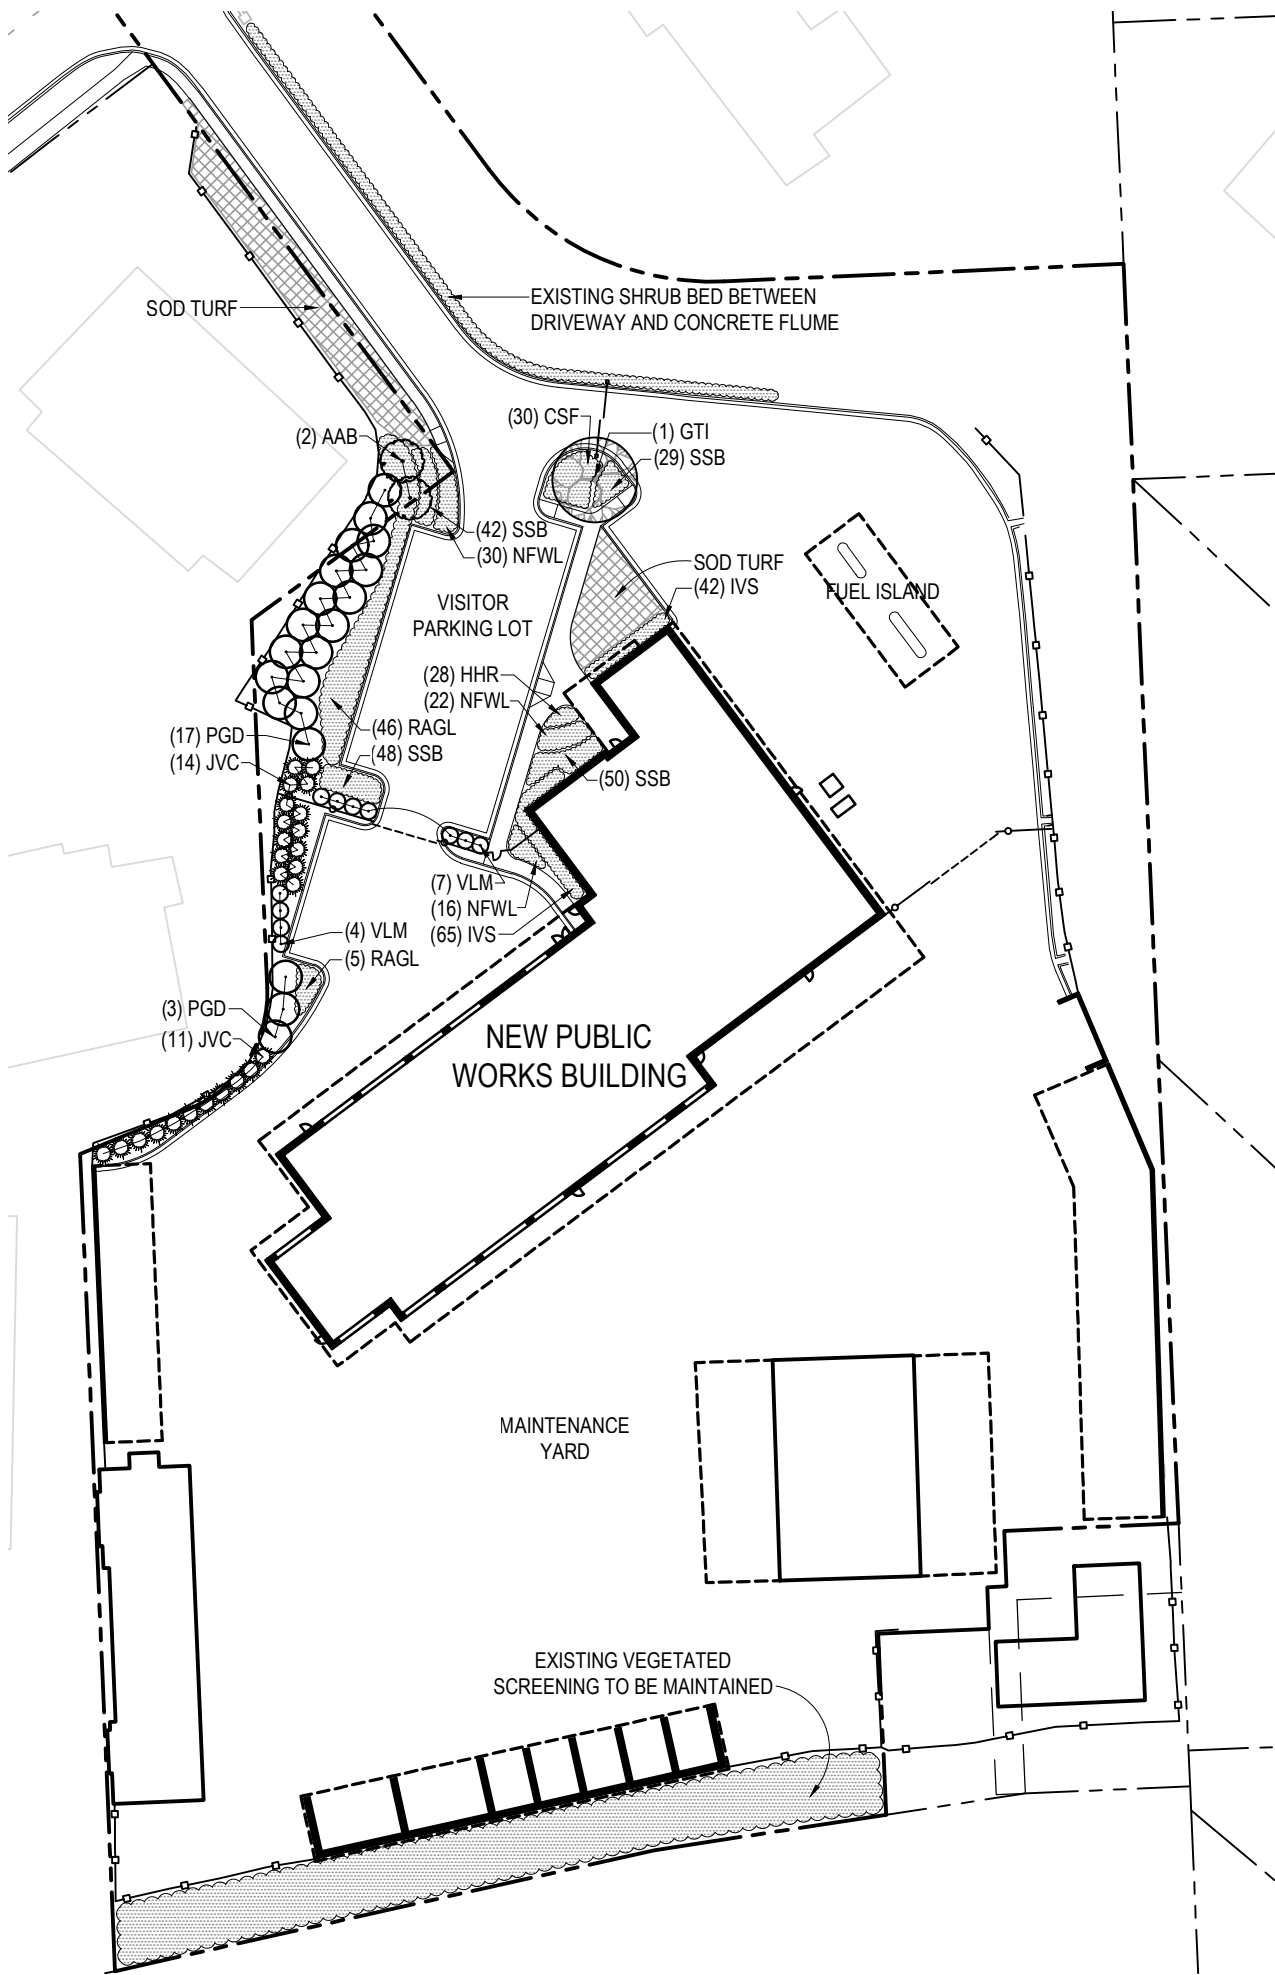 EXISTING SHRUB BED BETWEEN
DRIVEWAY AND CONCRETE FLUME
SOD TURF
(30) CSF
(1) GTI
(2) AAB
(29) SSB
(42) SSB
(30) NFWL
SOD TURF
(42) IVS
FUEL ISLAND
VISITOR
PARKING LOT
(28) HHR
(22) NFWL
(46) RAGL
(17) PGD
(48) SSB
(14) JVC
(50) SSB
(7) VLM
(16) NFWL
(4) VLM
(65) IVS
(5) RAGL
(3) PGD
(11) JVC
NEW PUBLIC
WORKS BUILDING
MAINTENANCE
YARD
EXISTING VEGETATED
SCREENING TO BE MAINTAINED